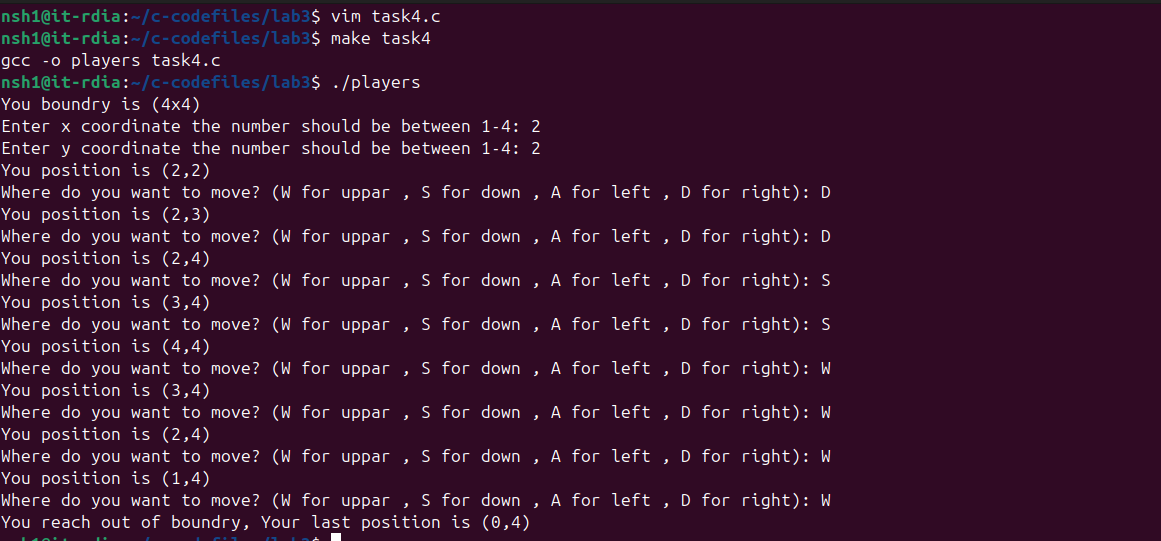 nsh1@it-rdia:~/c-codefiles/lab3$ vim task4.c
nsh1@it-rdia:~/c-codefiles/lab3$ make task4
gcc -o players task4.c
nsh1@it-rdia:~/c-codefiles/lab3$ ./players
You boundry is (4x4)
Enter x coordinate the number should be between 1-4: 2
Enter y coordinate the number should be between 1-4: 2
You position is (2,2)
Where do you want to move? (W for uppar , S for down , A for left , D for right): D
You position is (2,3)
Where do you want to move? (W for uppar , S for down , A for left , D for right): D
You position is (2,4)
Where do you want to move? (W for uppar , S for down , A for left , D for right): S
You position is (3,4)
Where do you want to move? (W for uppar , S for down , A for left , D for right): S
You position is (4,4)
Where do you want to move? (W for uppar , S for down , A for left , D for right): W
You position is (3,4)
Where do you want to move? (W for uppar , S for down , A for left , D for right): W
You position is (2,4)
Where do you want to move? (W for uppar , S for down , A for left , D for right): W
You position is (1,4)
Where do you want to move? (W for uppar , S for down , A for left , D for right): W
You reach out of boundry, Your last position is (0,4)
nsh1@it-rdia:~/c-codefiles/lab3$